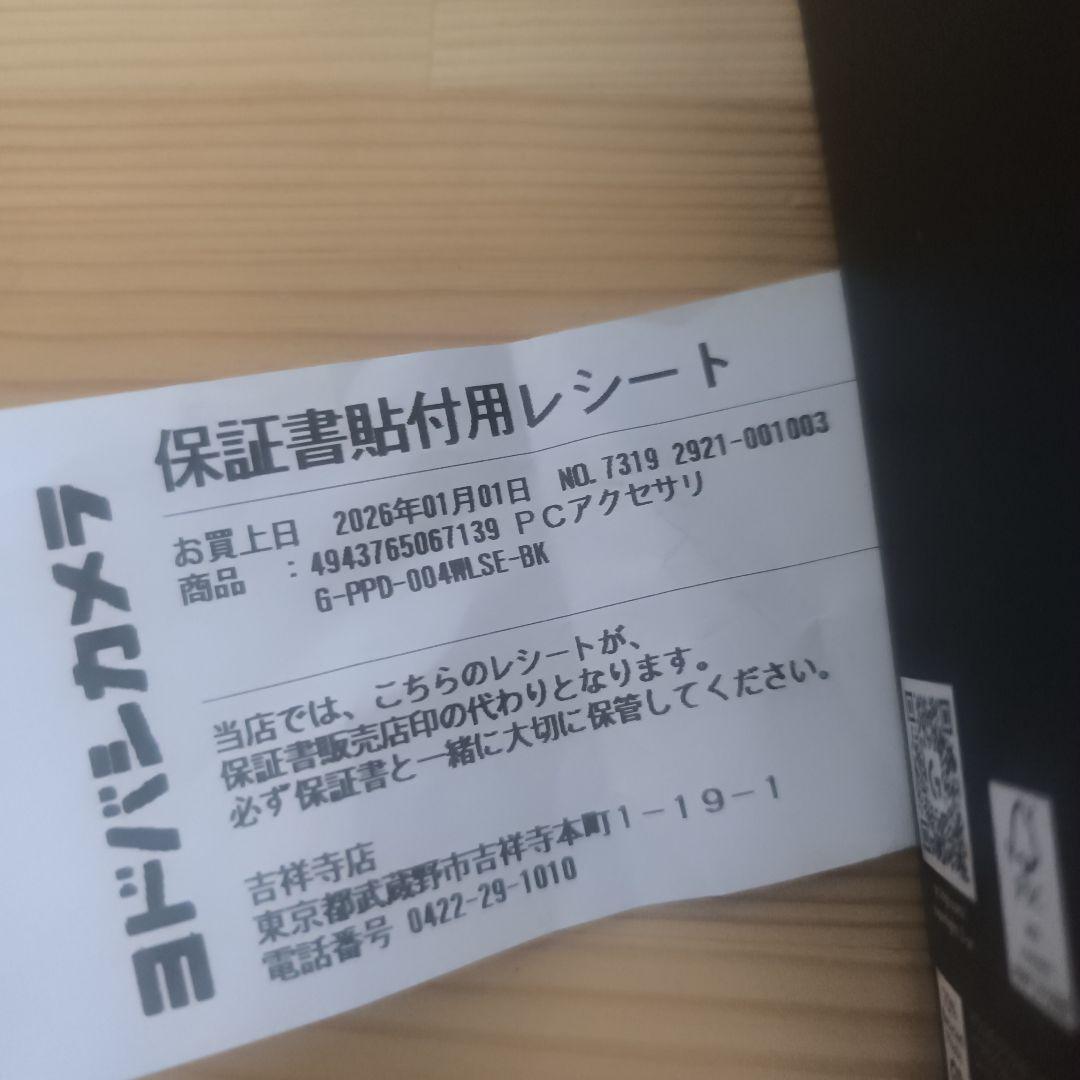 ヨドバシカメラ
保証書貼付用レシート
お買上日 2026年01月01日 NO.7319 2921-001003
商品 :4943765067139 PCアクセサリ
G-PPD-004WLSE-BK
当店では、こちらのレシートが、
保証書販売店印の代わりとなります。
必ず保証書と一緒に大切に保管してください。
吉祥寺店
東京都武蔵野市吉祥寺本町1-19-1
電話番号 0422-29-1010